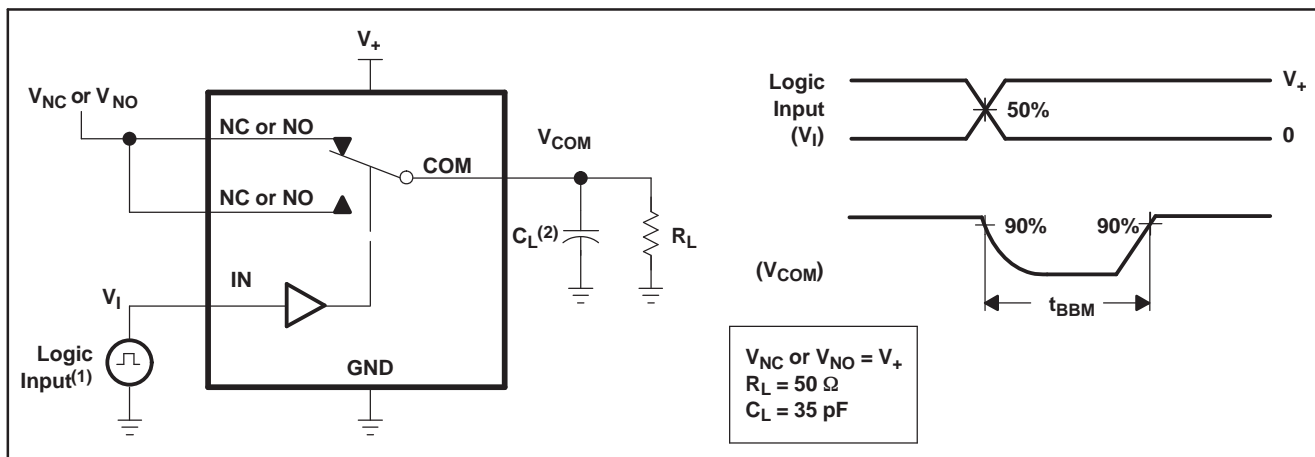 V+
VNC or VNO
NC or NO
VCOM
COM
NC or NO
CL(2)
RL
IN
VI
Logic
Input(1)
GND
Logic
Input
(VI)
V+
50%
0
90%
90%
(VCOM)
tBBM
VNC or VNO = V+
RL = 50 Ω
CL = 35 pF